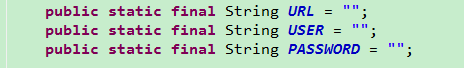 public static final String URL = "";
public static final String USER = "";
public static final String PASSWORD = "";